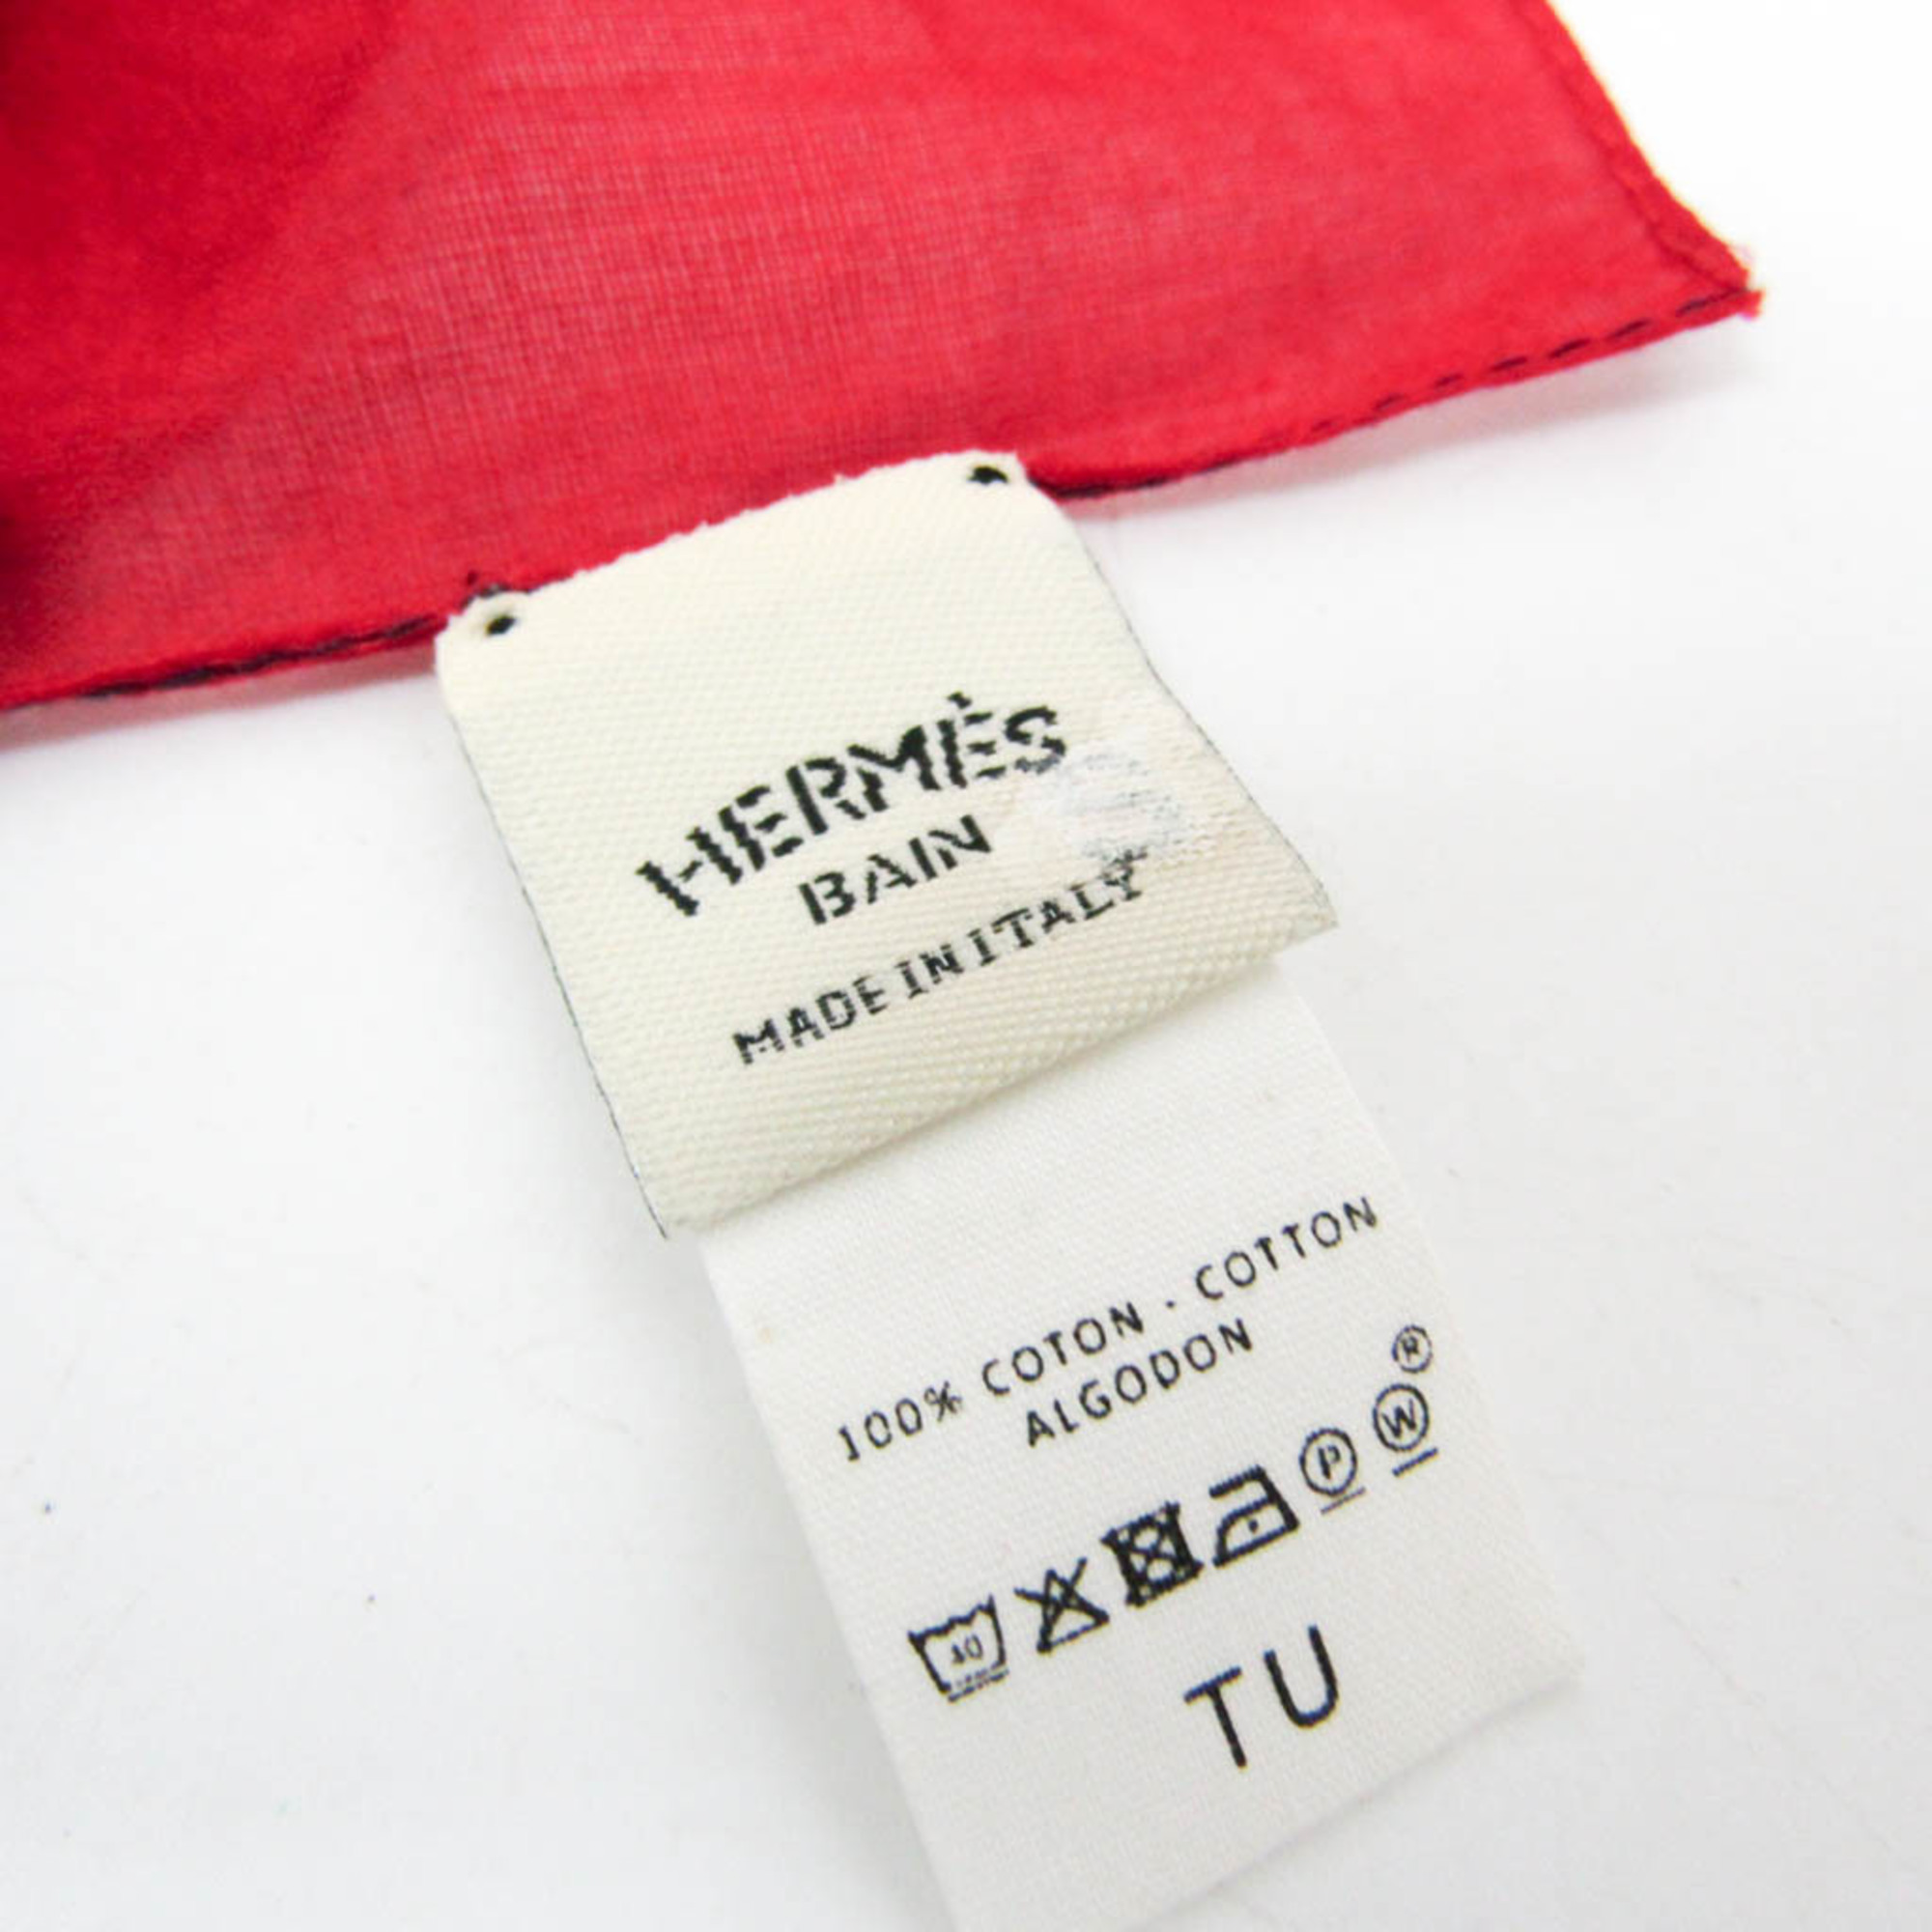 HERMÈS
BAIN
MADE IN ITALY
100% COTON . COTTON
ALGODON
P W ®
TU